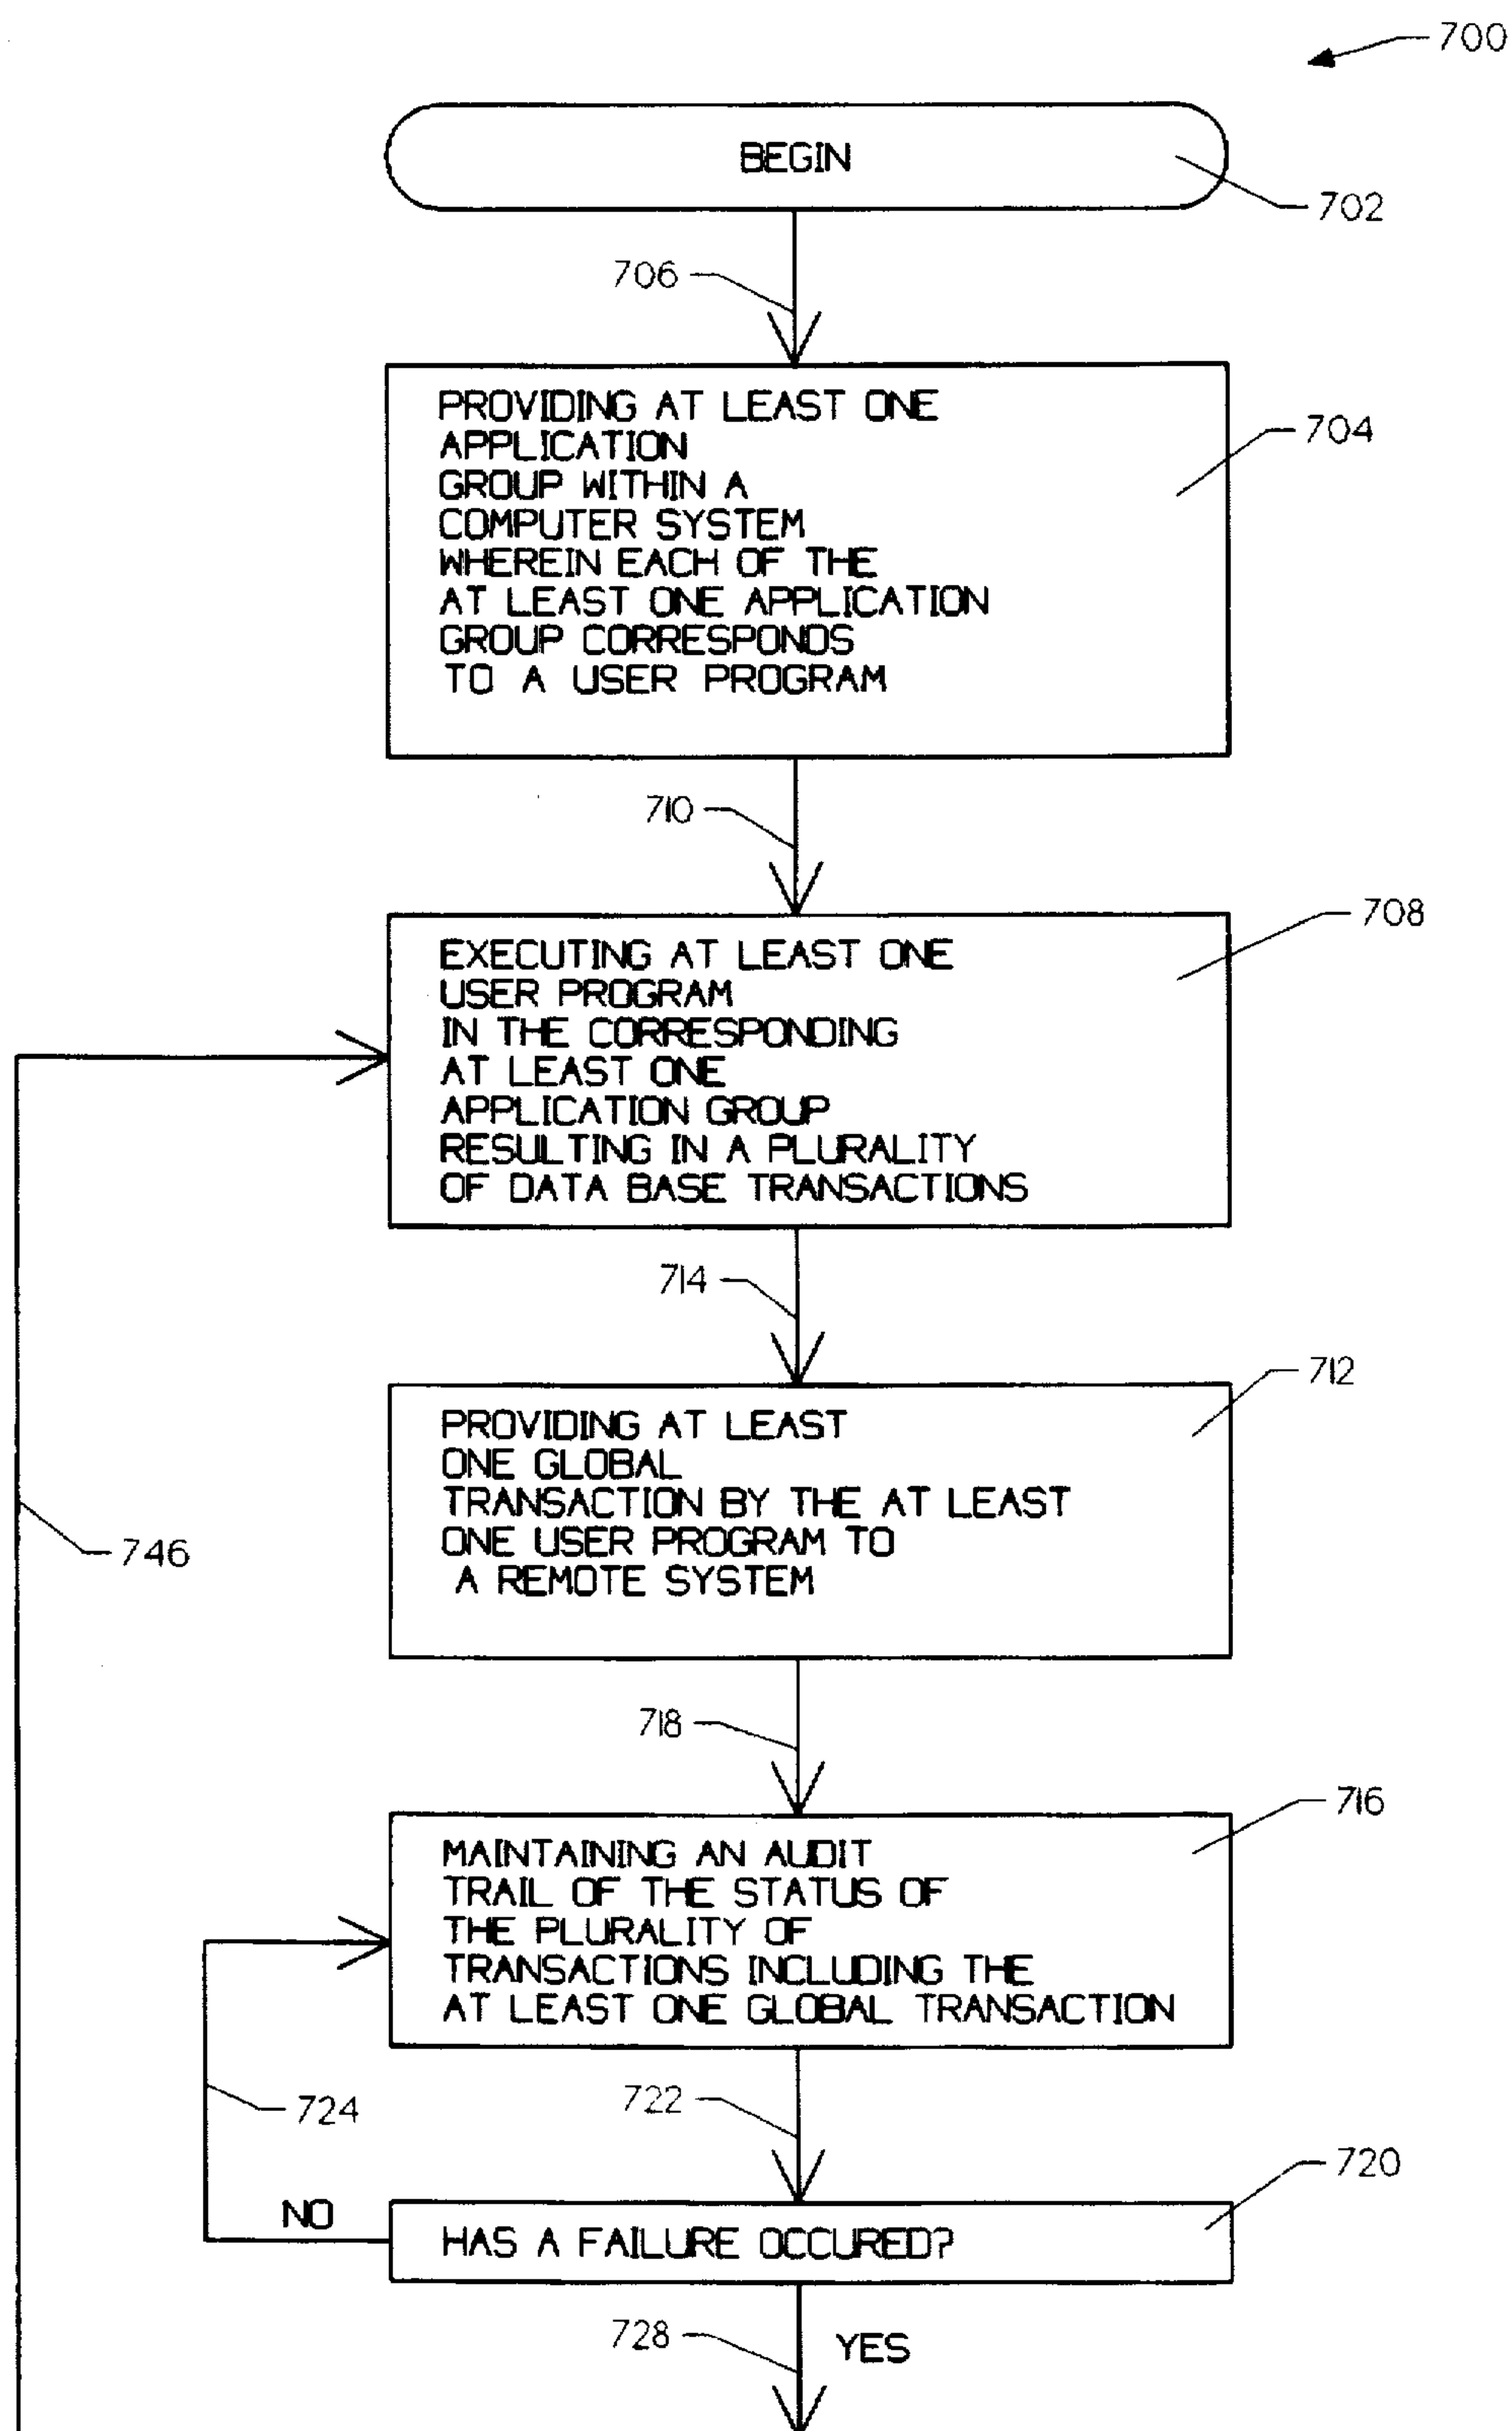 700
BEGIN
702
706
PROVIDING AT LEAST ONE
APPLICATION
GROUP WITHIN A
COMPUTER SYSTEM
WHEREIN EACH OF THE
AT LEAST ONE APPLICATION
GROUP CORRESPONDS
TO A USER PROGRAM
704
710
EXECUTING AT LEAST ONE
USER PROGRAM
IN THE CORRESPONDING
AT LEAST ONE
APPLICATION GROUP
RESULTING IN A PLURALITY
OF DATA BASE TRANSACTIONS
708
714
PROVIDING AT LEAST
ONE GLOBAL
TRANSACTION BY THE AT LEAST
ONE USER PROGRAM TO
A REMOTE SYSTEM
712
746
718
MAINTAINING AN AUDIT
TRAIL OF THE STATUS OF
THE PLURALITY OF
TRANSACTIONS INCLUDING THE
AT LEAST ONE GLOBAL TRANSACTION
716
724
722
NO
HAS A FAILURE OCCURED?
720
728
YES